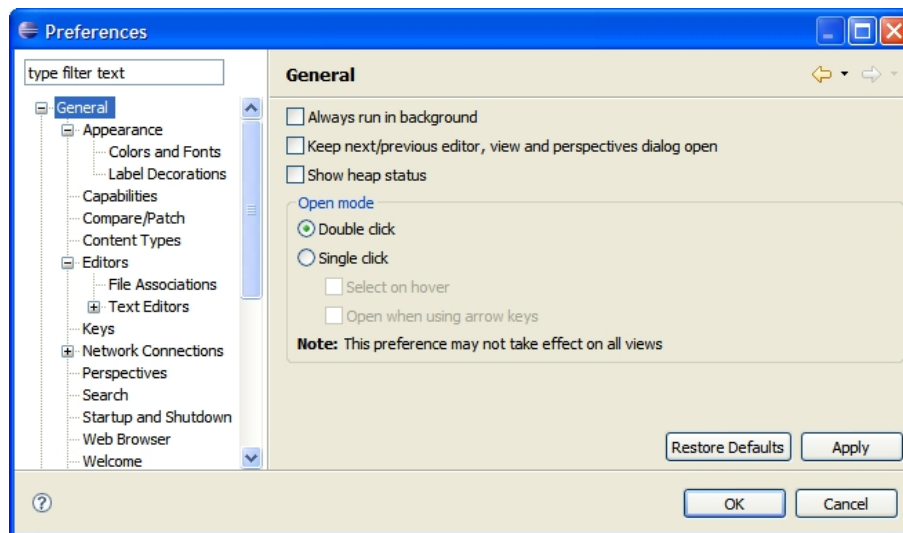 Preferences
type filter text
General
Appearance
Colors and Fonts
Label Decorations
Capabilities
Compare/Patch
Content Types
Editors
File Associations
Text Editors
Keys
Network Connections
Perspectives
Search
Startup and Shutdown
Web Browser
Welcome
General
Always run in background
Keep next/previous editor, view and perspectives dialog open
Show heap status
Open mode
Double click
Single click
Select on hover
Open when using arrow keys
Note: This preference may not take effect on all views
Restore Defaults
Apply
OK
Cancel